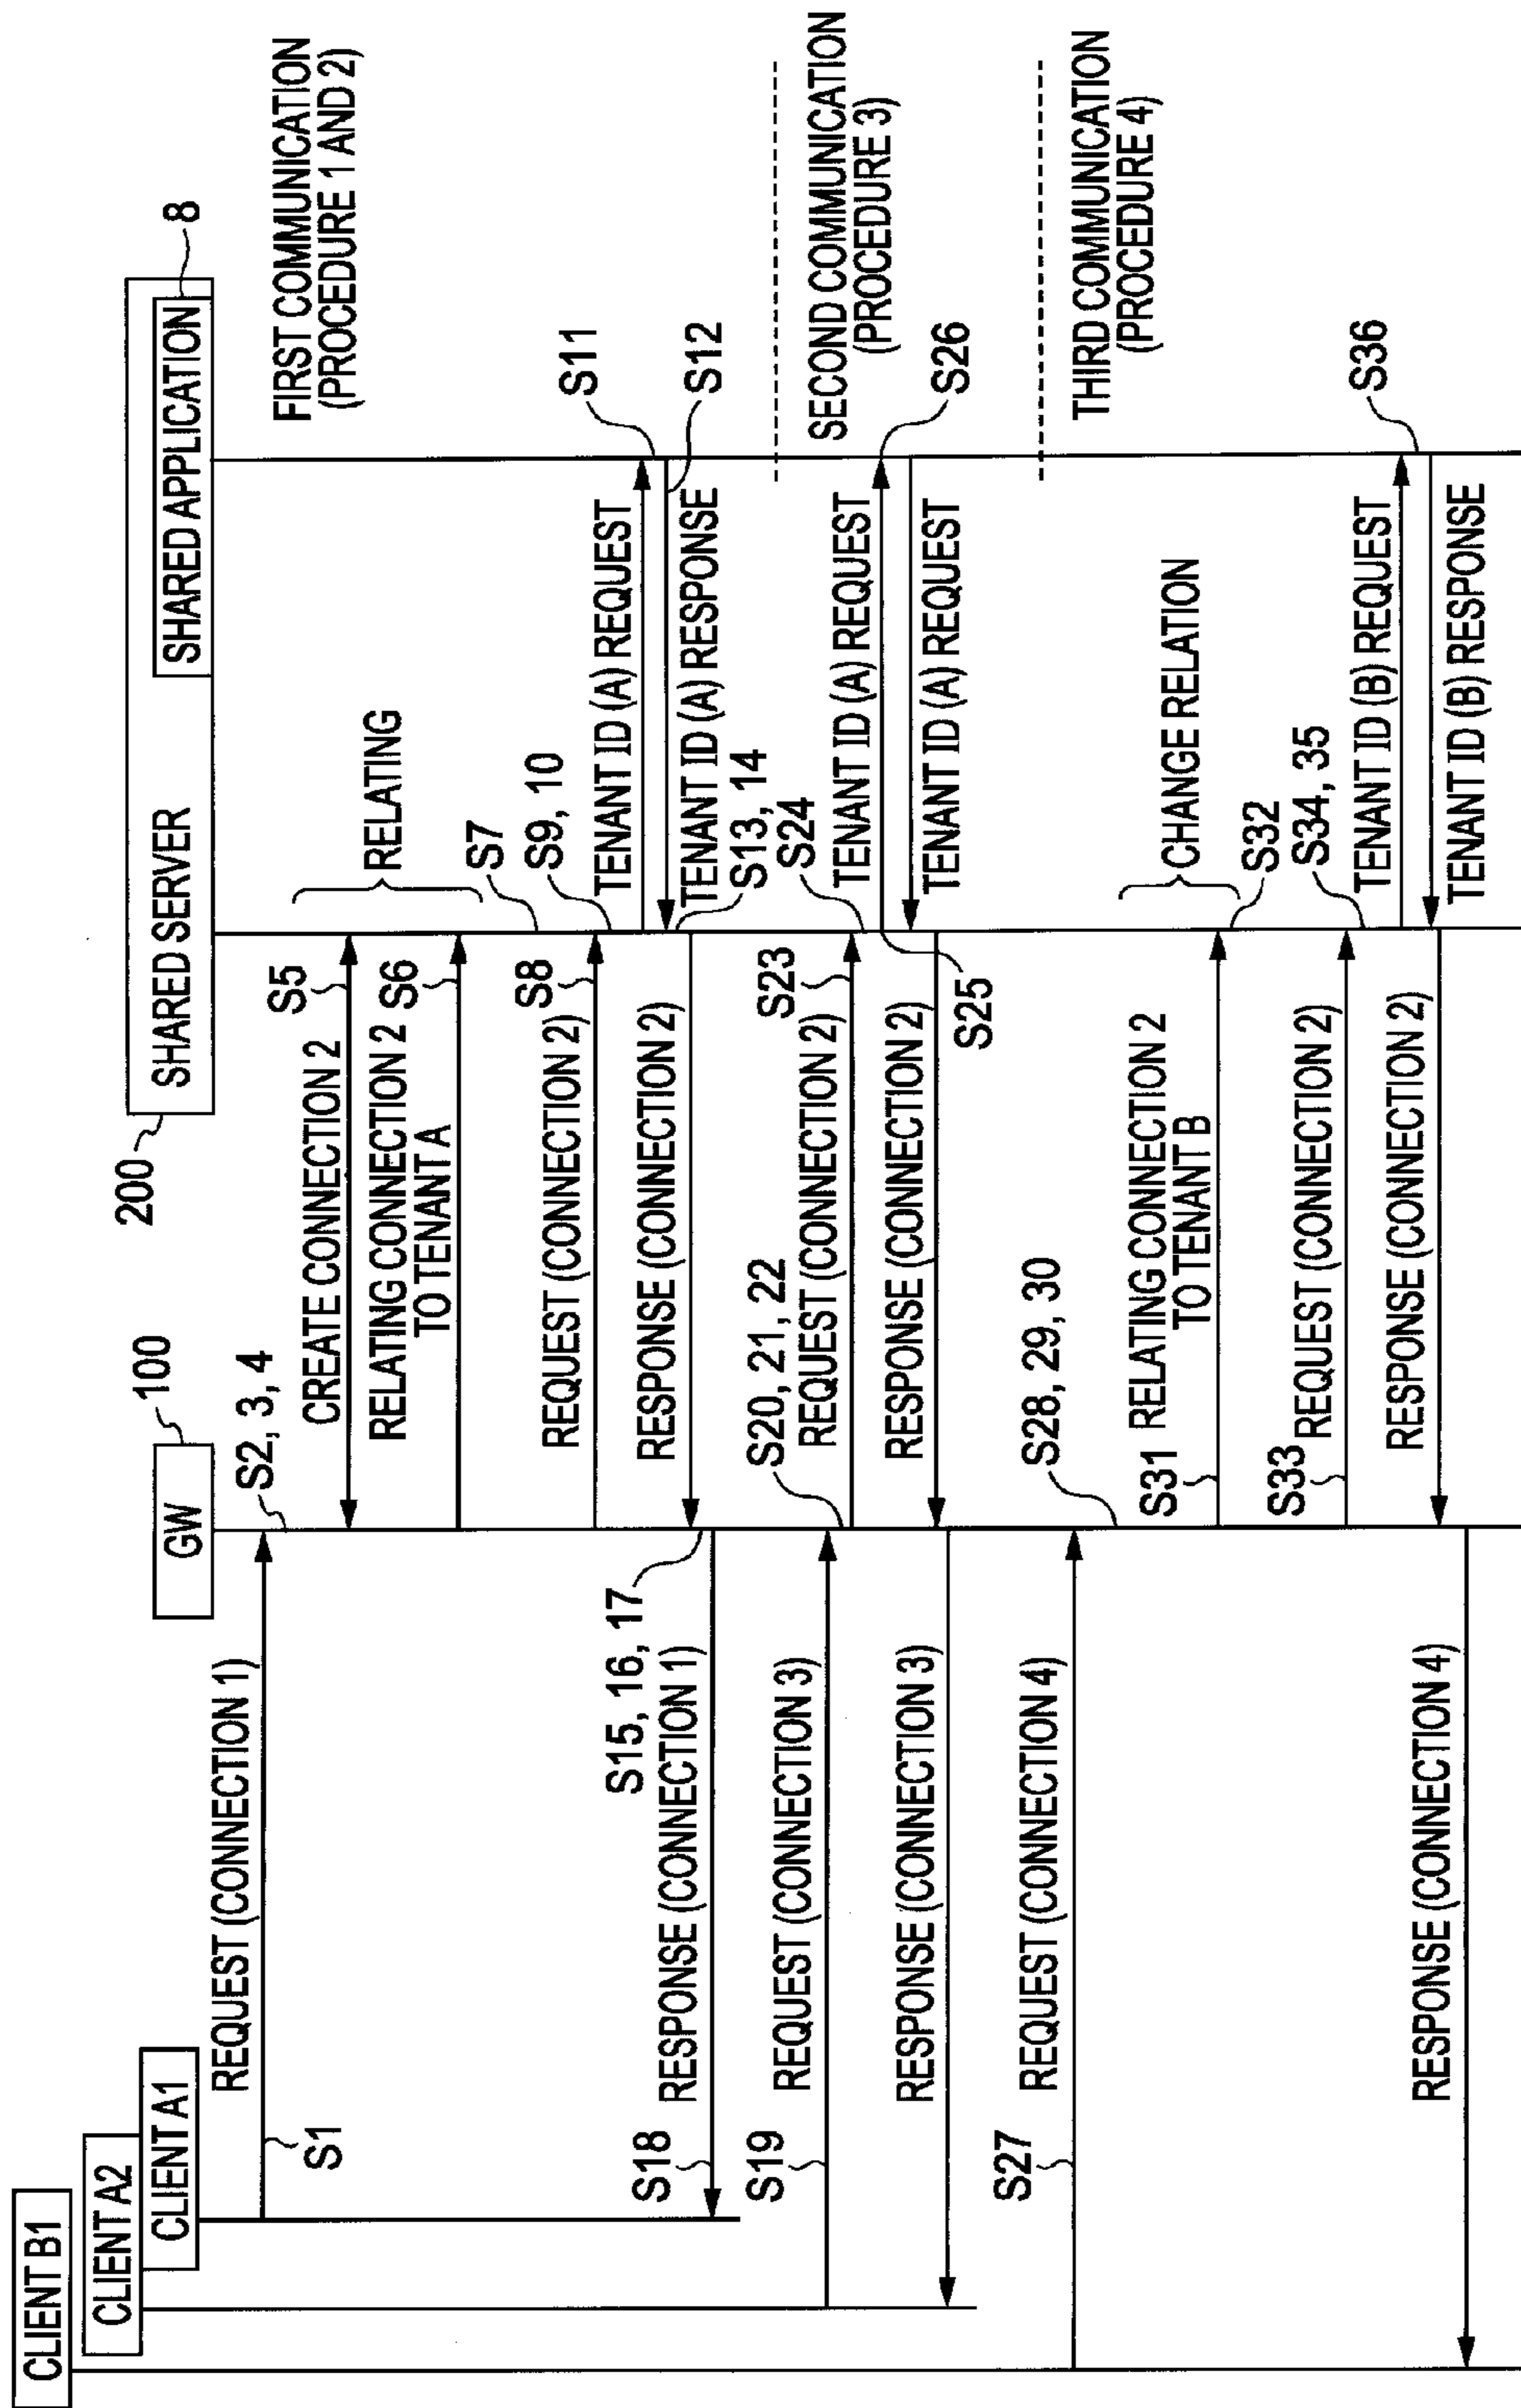 CLIENT B1
CLIENT A2
CLIENT A1
GW
100
200
SHARED SERVER
SHARED APPLICATION
8
FIRST COMMUNICATION
(PROCEDURE 1 AND 2)
REQUEST (CONNECTION 1)
S1
S2, 3, 4
CREATE CONNECTION 2
S5
RELATING CONNECTION 2
TO TENANT A
S6
RELATING
S7
REQUEST (CONNECTION 2)
S8
S9, 10
TENANT ID (A) REQUEST
S11
S12
TENANT ID (A) RESPONSE
S13, 14
RESPONSE (CONNECTION 2)
S15, 16, 17
RESPONSE (CONNECTION 1)
S18
SECOND COMMUNICATION
(PROCEDURE 3)
REQUEST (CONNECTION 3)
S19
S20, 21, 22
REQUEST (CONNECTION 2)
S23
S24
TENANT ID (A) REQUEST
S26
TENANT ID (A) REQUEST
S25
RESPONSE (CONNECTION 2)
RESPONSE (CONNECTION 3)
THIRD COMMUNICATION
(PROCEDURE 4)
REQUEST (CONNECTION 4)
S27
S28, 29, 30
RELATING CONNECTION 2
TO TENANT B
S31
CHANGE RELATION
S32
S33
REQUEST (CONNECTION 2)
S34, 35
TENANT ID (B) REQUEST
S36
TENANT ID (B) RESPONSE
RESPONSE (CONNECTION 2)
RESPONSE (CONNECTION 4)